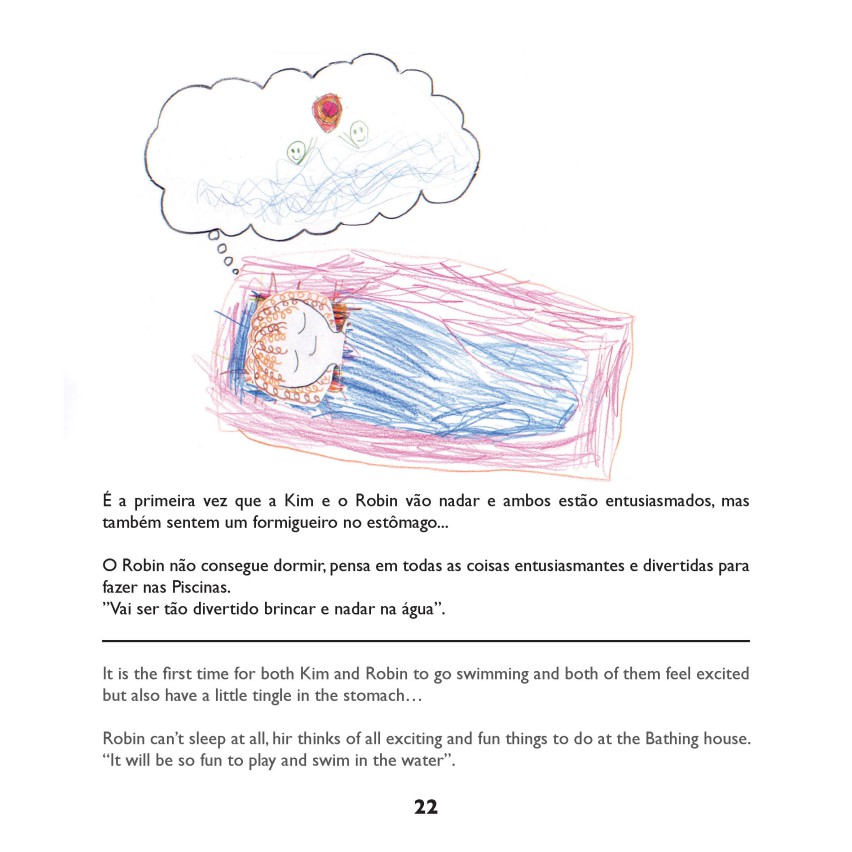 É a primeira vez que a Kim e o Robin vão nadar e ambos estão entusiasmados, mas
também sentem um formigueiro no estômago...
O Robin não consegue dormir, pensa em todas as coisas entusiasmantes e divertidas para
fazer nas Piscinas.
”Vai ser tão divertido brincar e nadar na água”.
It is the first time for both Kim and Robin to go swimming and both of them feel excited
but also have a little tingle in the stomach…
Robin can’t sleep at all, hir thinks of all exciting and fun things to do at the Bathing house.
“It will be so fun to play and swim in the water”.
22